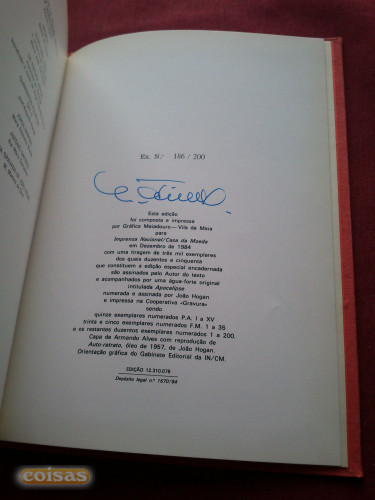 Ex. N.º 186 / 200
Esta edição
foi composta e impressa
por Gráfica Maiadouro — Vila da Maia
para
Imprensa Nacional/Casa da Moeda
em Dezembro de 1984
com uma tiragem de três mil exemplares
dos quais duzentos e cinquenta
que constituem a edição especial encadernada
são assinados pelo Autor do texto
e acompanhados por uma água-forte original
intitulada Apocalipse
numerada e assinada por João Hogan
e impressa na Cooperativa «Gravura»
sendo
quinze exemplares numerados P.A. I a XV
trinta e cinco exemplares numerados F.M. 1 a 35
e os restantes duzentos exemplares numerados 1 a 200.
Capa de Armando Alves com reprodução de
Auto-retrato, óleo de 1957, de João Hogan.
Orientação gráfica do Gabinete Editorial da IN/CM.
EDIÇÃO 12.310.078
Depósito legal n.º 1670/84
coisas